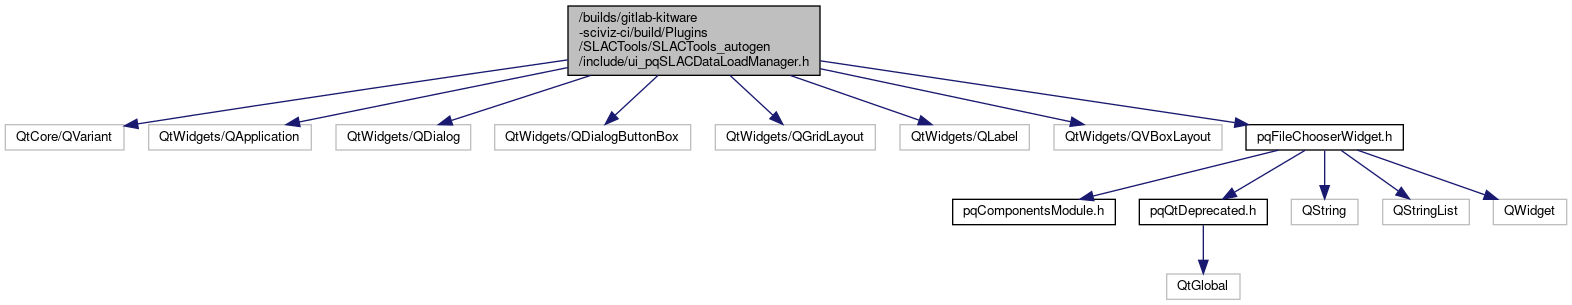 /builds/gitlab-kitware
-sciviz-ci/build/Plugins
/SLACTools/SLACTools_autogen
/include/ui_pqSLACDataLoadManager.h
QtCore/QVariant
QtWidgets/QApplication
QtWidgets/QDialog
QtWidgets/QDialogButtonBox
QtWidgets/QGridLayout
QtWidgets/QLabel
QtWidgets/QVBoxLayout
pqFileChooserWidget.h
pqComponentsModule.h
pqQtDeprecated.h
QString
QStringList
QWidget
QtGlobal